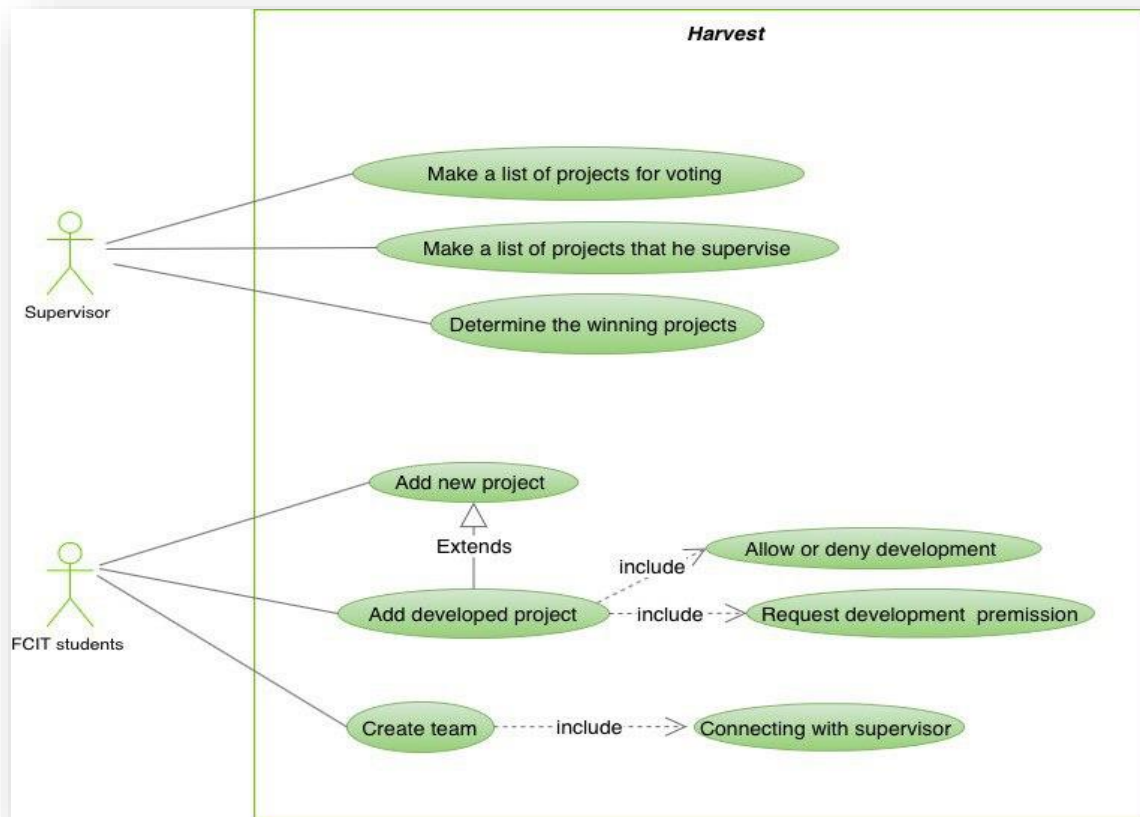 Harvest
Make a list of projects for voting
Make a list of projects that he supervise
Supervisor
Determine the winning projects
Add new project
Extends
Allow or deny development
include
Add developed project
include
Request development premission
FCIT students
Create team
include
Connecting with supervisor